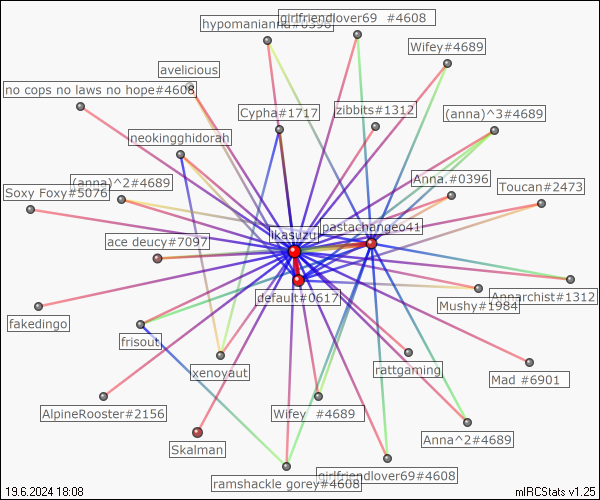 hypomanianna#0396
girlfriendlover69 #4608
Wifey#4689
avelicious
no cops no laws no hope#4608
Cypha#1717
zibbits#1312
(anna)^3#4689
neokingghidorah
(anna)^2#4689
Anna.#0396
Toucan#2473
Soxy Foxy#5076
ikasuzu
pastachangeo41
ace deucy#7097
default#0617
Annarchist#1312
Mushy#1984
fakedingo
frisout
xenoyaut
rattgaming
Mad #6901
AlpineRooster#2156
Wifey #4689
Anna^2#4689
Skalman
ramshackle gorey#4608
girlfriendlover69#4608
19.6.2024 18:08
mIRCStats v1.25